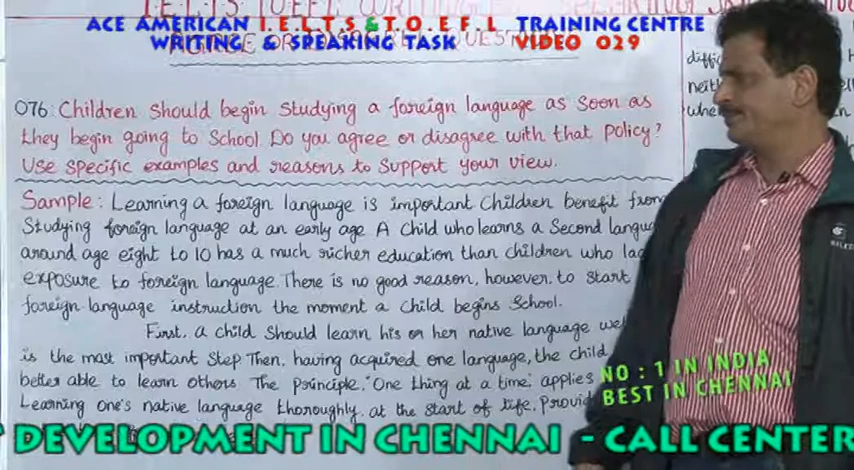 ACE AMERICAN I.E.L.T.S & T.O.E.F.L TRAINING CENTRE
WRITING & SPEAKING TASK VIDEO 029
076: Children should begin studying a foreign language as soon as
they begin going to school. Do you agree or disagree with that policy?
Use specific examples and reasons to support your view.
Sample: Learning a foreign language is important Children benefit from
studying foreign language at an early age. A child who learns a second
around age eight to 10 has a much richer education than children who
exposure to foreign language. There is no good reason, however, to start
foreign language instruction the moment a child begins school.
First, a child should learn his or her native language
is the most important step Then, having acquired one language, the child
better able to learn others The principle, 'One thing at a time' applies
Learning one's native language thoroughly, at the start of life,
NO : 1 IN INDIA
BEST IN CHENNAI
DEVELOPMENT IN CHENNAI - CALL CENTER